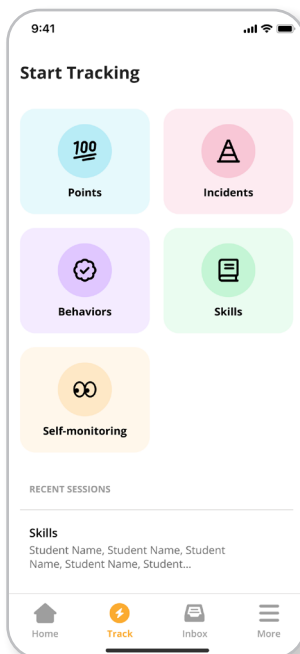 9:41
Start Tracking
100
Points
Incidents
Behaviors
Skills
Self-monitoring
RECENT SESSIONS
Skills
Student Name, Student Name, Student
Name, Student Name, Student...
Home
Track
Inbox
More